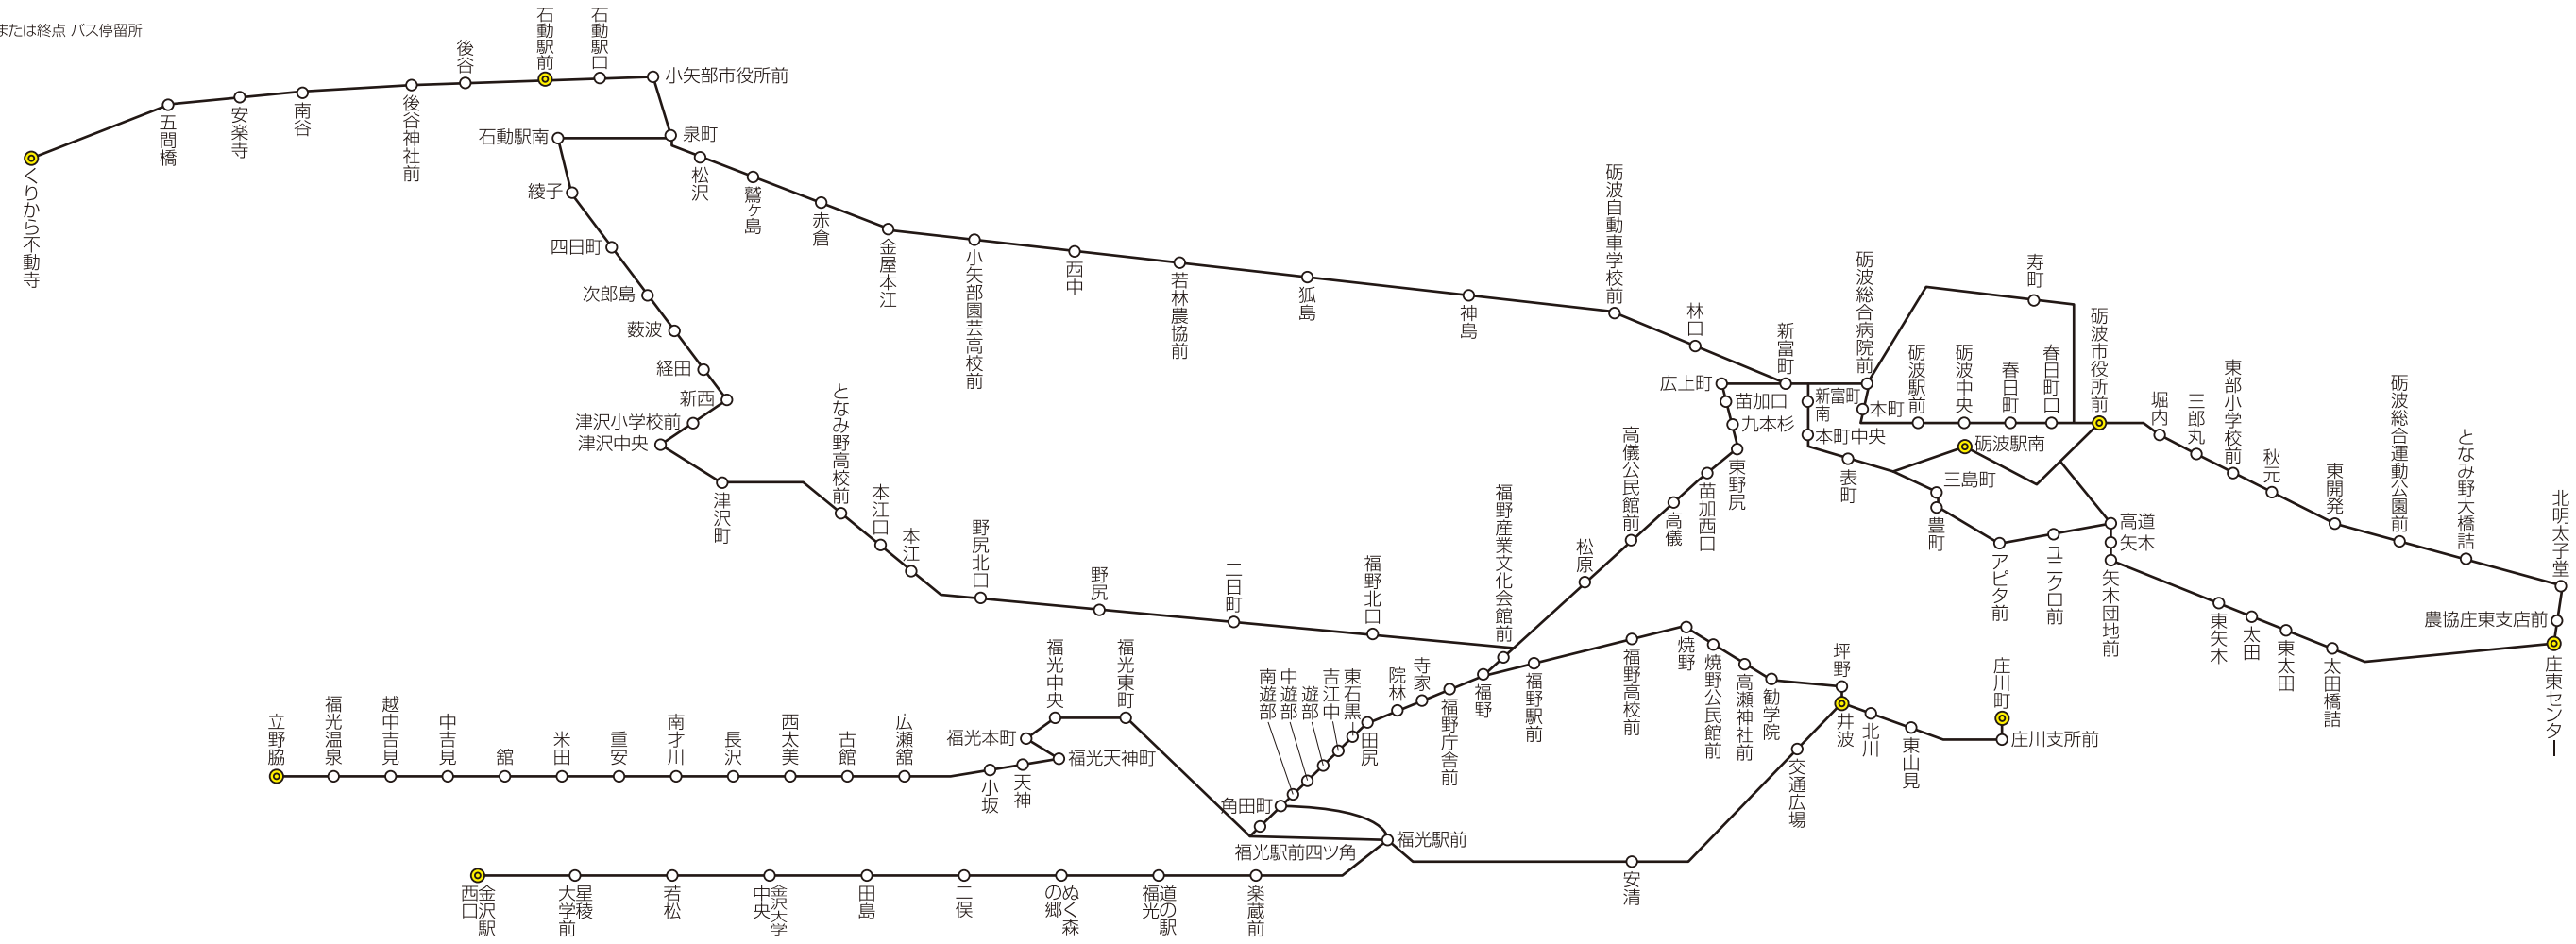 または終点 バス停留所
くりから不動寺
五間橋
安楽寺
南谷
後谷神社前
後谷
石動駅前
石動駅口
小矢部市役所前
泉町
石動駅南
綾子
四日町
次郎島
薮波
経田
新西
津沢小学校前
津沢中央
津沢町
となみ野高校前
本江口
本江
野尻北口
野尻
二日町
福野北口
福野産業文化会館前
松沢
鷲ヶ島
赤倉
金屋本江
小矢部園芸高校前
西中
若林農協前
狐島
神島
砺波自動車学校前
林口
新富町
広上町
苗加口
九本杉
東野尻
苗加西口
高儀
高儀公民館前
松原
新富町南
本町中央
表町
砺波総合病院前
本町
寿町
砺波駅前
砺波中央
春日町
春日町口
砺波市役所前
砺波駅南
三島町
豊町
アピタ前
ユニクロ前
高道
矢木
矢木団地前
東矢木
太田
東太田
太田橋詰
堀内
三郎丸
東部小学校前
秋元
東開発
砺波総合運動公園前
となみ野大橋詰
北明太子堂
農協庄東支店前
庄東センター
立野脇
福光温泉
越中吉見
中吉見
舘
米田
重安
南才川
長沢
西太美
古館
広瀬舘
小坂
天神
福光天神町
福光本町
福光中央
福光東町
福光駅前四ツ角
角田町
南遊部
中遊部
遊部
吉江中
東石黒
田尻
院林
寺家
福野庁舎前
福野
福野駅前
福野高校前
焼野
焼野公民館前
高瀬神社前
勧学院
坪野
井波
北川
東山見
庄川町
庄川支所前
交通広場
安清
福光駅前
金沢駅西口
星稜大学前
若松
金沢大学中央
田島
二俣
ぬく森の郷
道の駅福光
楽蔵前